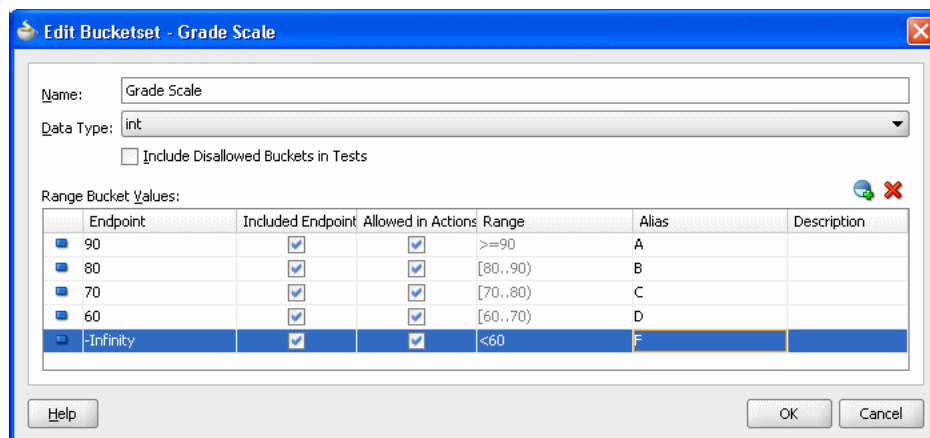 Edit Bucketset - Grade Scale
Name: Grade Scale
Data Type: int
Include Disallowed Buckets in Tests
Range Bucket Values:
Endpoint Included Endpoint Allowed in Actions Range Alias Description
90 >=90 A
80 [80..90) B
70 [70..80) C
60 [60..70) D
-Infinity <60 F
Help OK Cancel